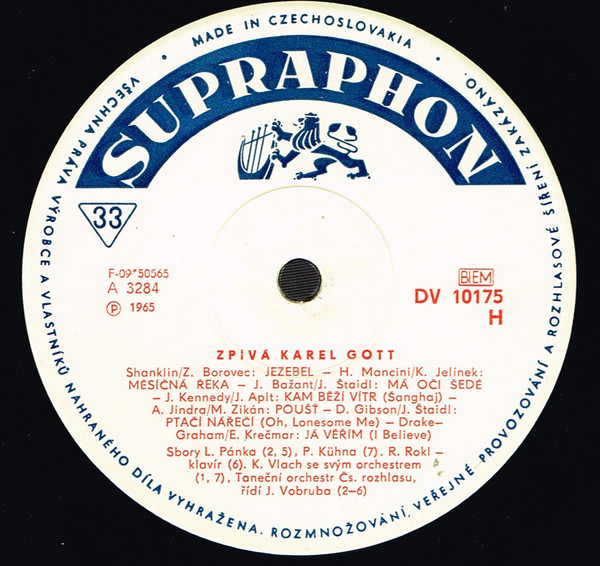 MADE IN CZECHOSLOVAKIA
SUPRAPHON
33
F-09*50565
A 3284
Ⓟ 1965
BIEM
DV 10175
H
ZPÍVÁ KAREL GOTT
Shanklin/Z. Borovec: JEZEBEL – H. Mancini/K. Jelínek:
MĚSÍČNÁ ŘEKA – J. Bažant/J. Štaidl: MÁ OČI ŠEDÉ
– J. Kennedy/J. Aplt: KAM BĚŽÍ VÍTR (Šanghaj) –
A. Jindra/M. Zikán: POUŠŤ – D. Gibson/J. Štaidl:
PTAČÍ NÁŘEČÍ (Oh, Lonesome Me) – Drake–
Graham/E. Krečmar: JÁ VĚŘÍM (I Believe)
Sbory L. Pánka (2, 5), P. Kühna (7). R. Rokl –
klavír (6). K. Vlach se svým orchestrem
(1, 7), Taneční orchestr Čs. rozhlasu,
řídí J. Vobruba (2–6)
VŠECHNA PRÁVA VÝROBCE A VLASTNÍKŮ NAHRANÉHO DÍLA VYHRAŽENA. ROZMNOŽOVÁNÍ, VEŘEJNÉ PROVOZOVÁNÍ A ROZHLASOVÉ ŠÍŘENÍ ZAKÁZÁNO.